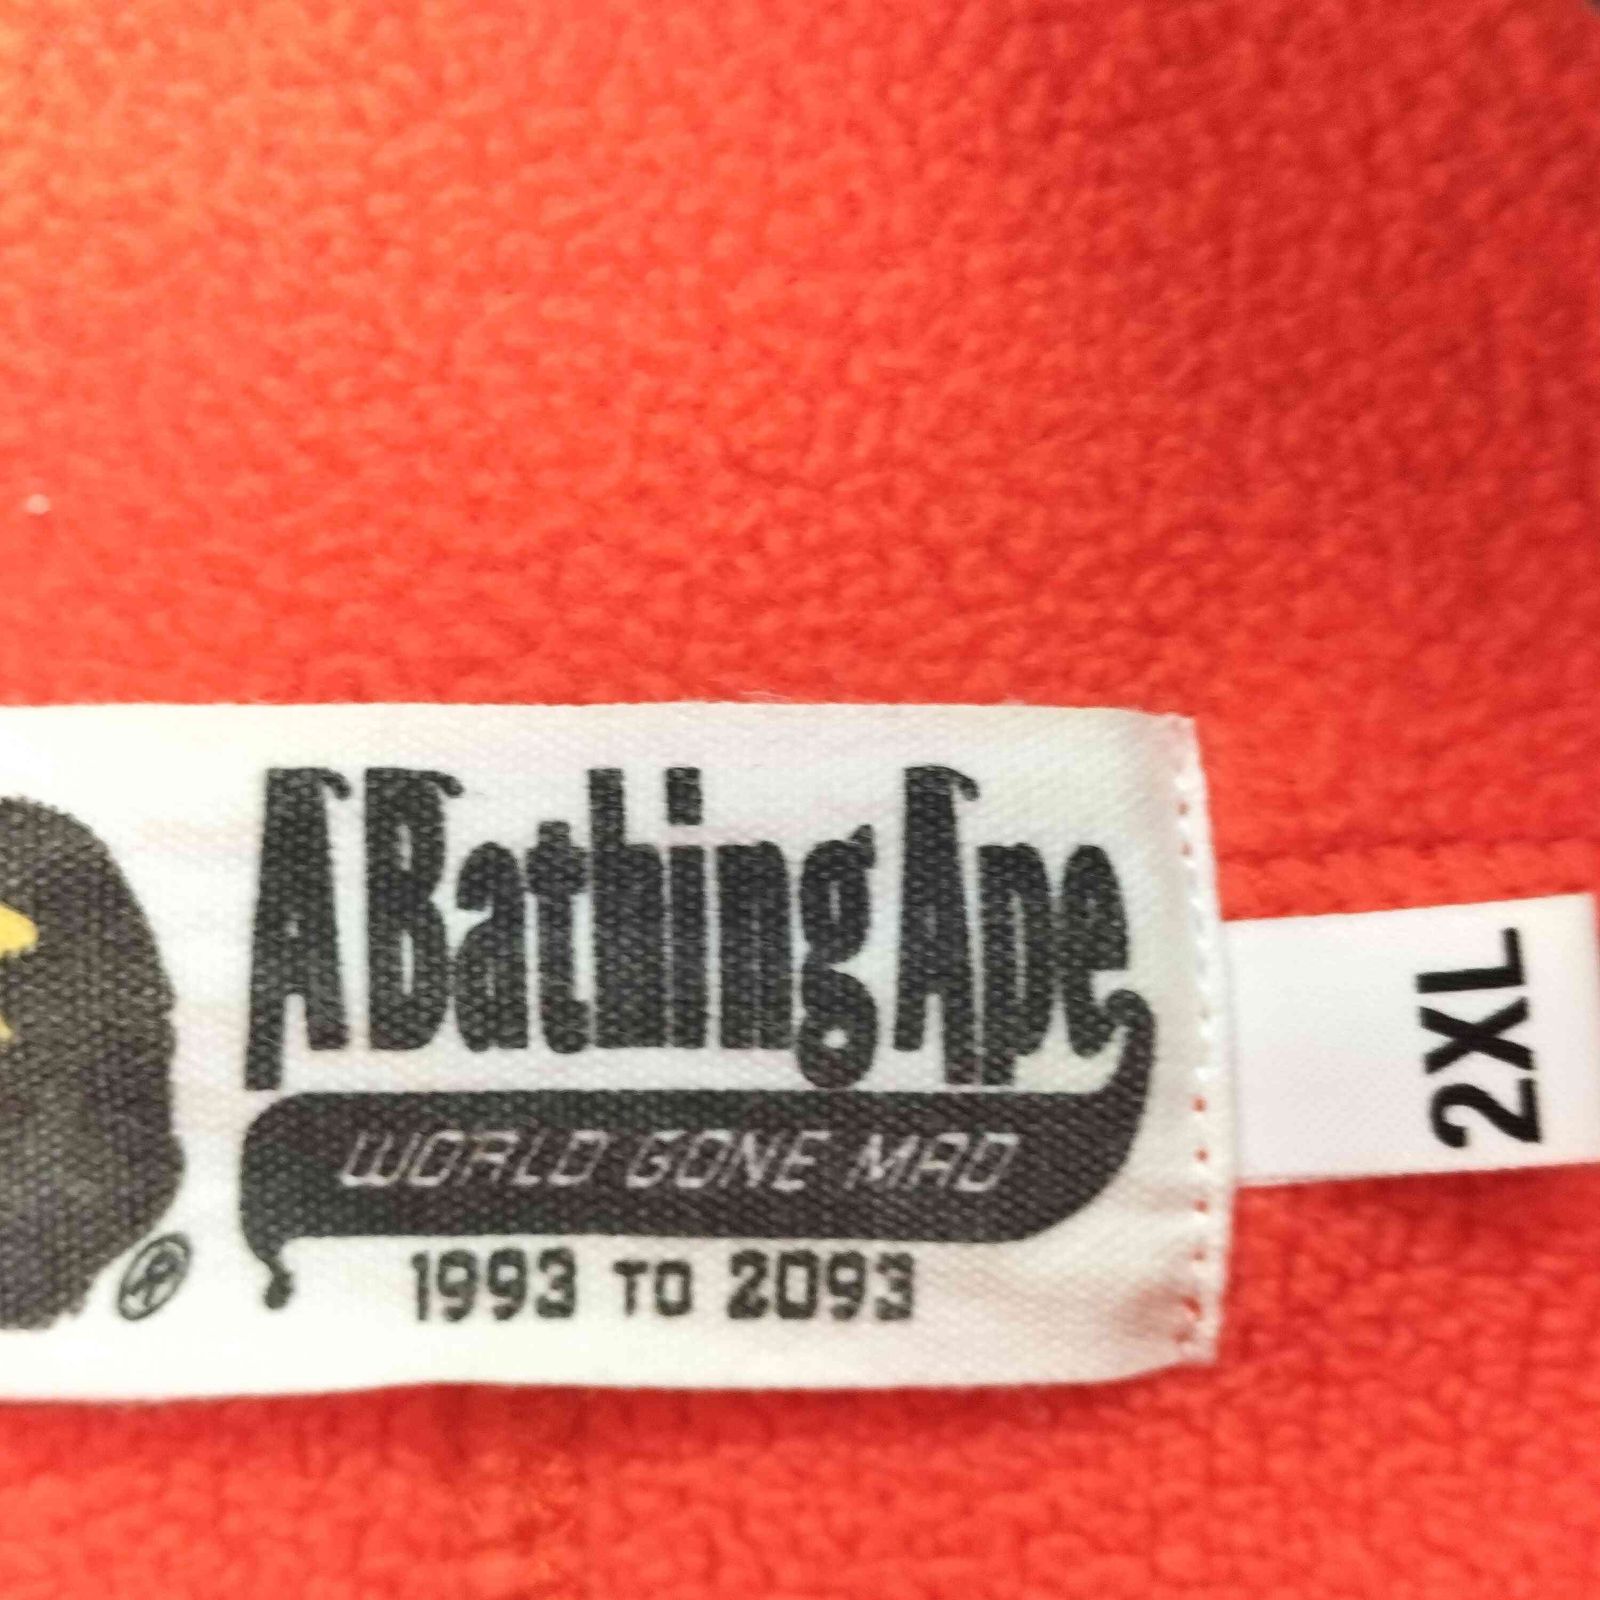 A Bathing Ape
WORLD GONE MAD
1993 TO 2093
®
2XL